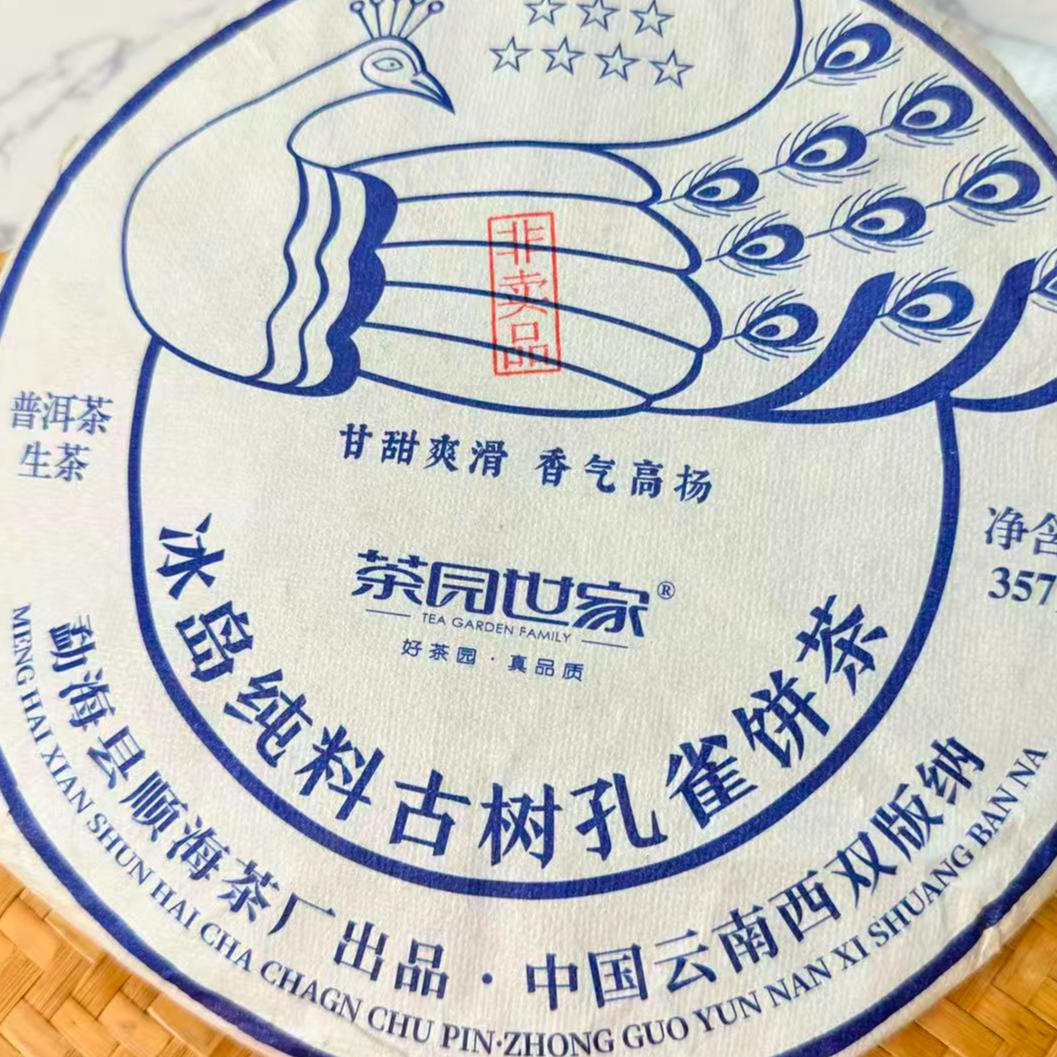 非卖品
普洱茶
生茶
甘甜爽滑 香气高扬
净含
357
茶园世家®
TEA GARDEN FAMILY
好茶园·真品质
冰岛纯料古树孔雀饼茶
勐海县顺海茶厂出品·中国云南西双版纳
MENG HAI XIAN SHUN HAI CHA CHAGN CHU PIN·ZHONG GUO YUN NAN XI SHUANG BAN NA